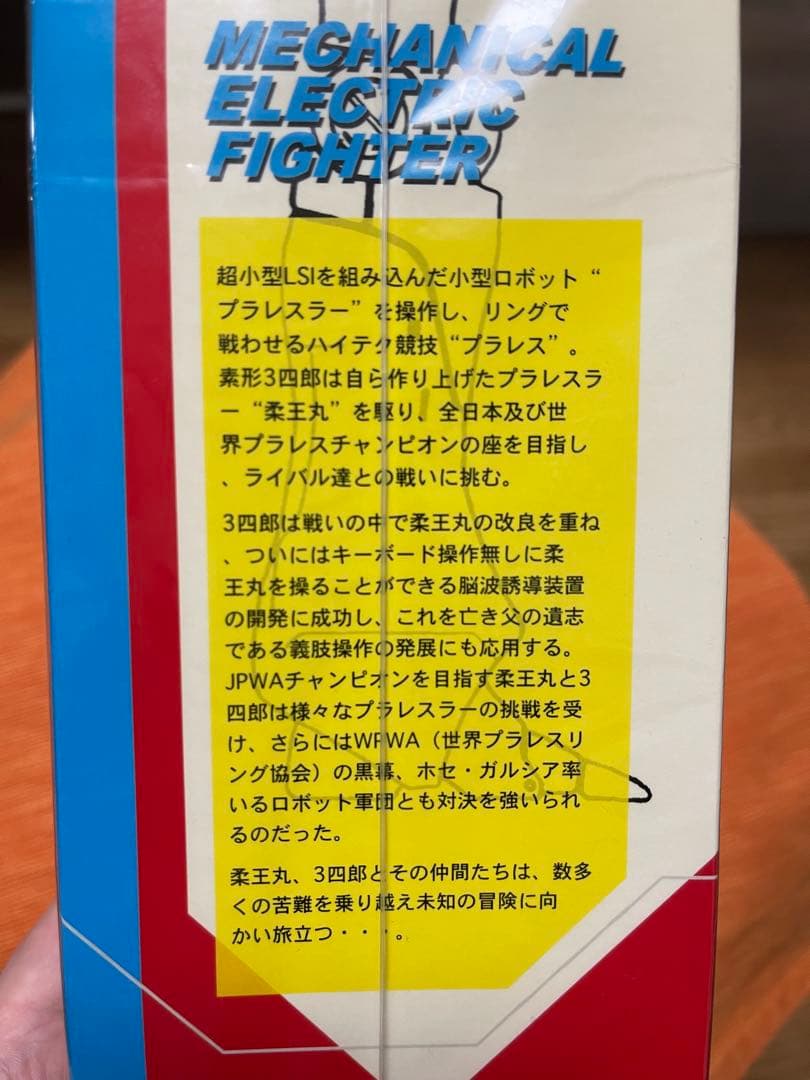 MECHANICAL
ELECTRIC
FIGHTER
超小型LSIを組み込んだ小型ロボット“
プラレスラー”を操作し、リングで
戦わせるハイテク競技“プラレス”。
素形3四郎は自ら作り上げたプラレスラ
ー“柔王丸”を駆り、全日本及び世
界プラレスチャンピオンの座を目指し
、ライバル達との戦いに挑む。
3四郎は戦いの中で柔王丸の改良を重ね
、ついにはキーボード操作無しに柔
王丸を操ることができる脳波誘導装置
の開発に成功し、これを亡き父の遺志
である義肢操作の発展にも応用する。
JPWAチャンピオンを目指す柔王丸と3
四郎は様々なプラレスラーの挑戦を受
け、さらにはWPWA（世界プラレスリ
ング協会）の黒幕、ホセ・ガルシア率
いるロボット軍団とも対決を強いられ
るのだった。
柔王丸、3四郎とその仲間たちは、数多
くの苦難を乗り越え未知の冒険に向
かい旅立つ・・・。